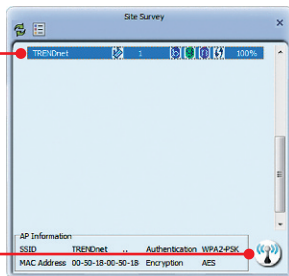 Site Survey
TRENDnet 1 100%
AP Information
SSID TRENDnet .. Authentication WPA2-PSK
MAC Address 00-50-18-00-50-18 Encryption AES